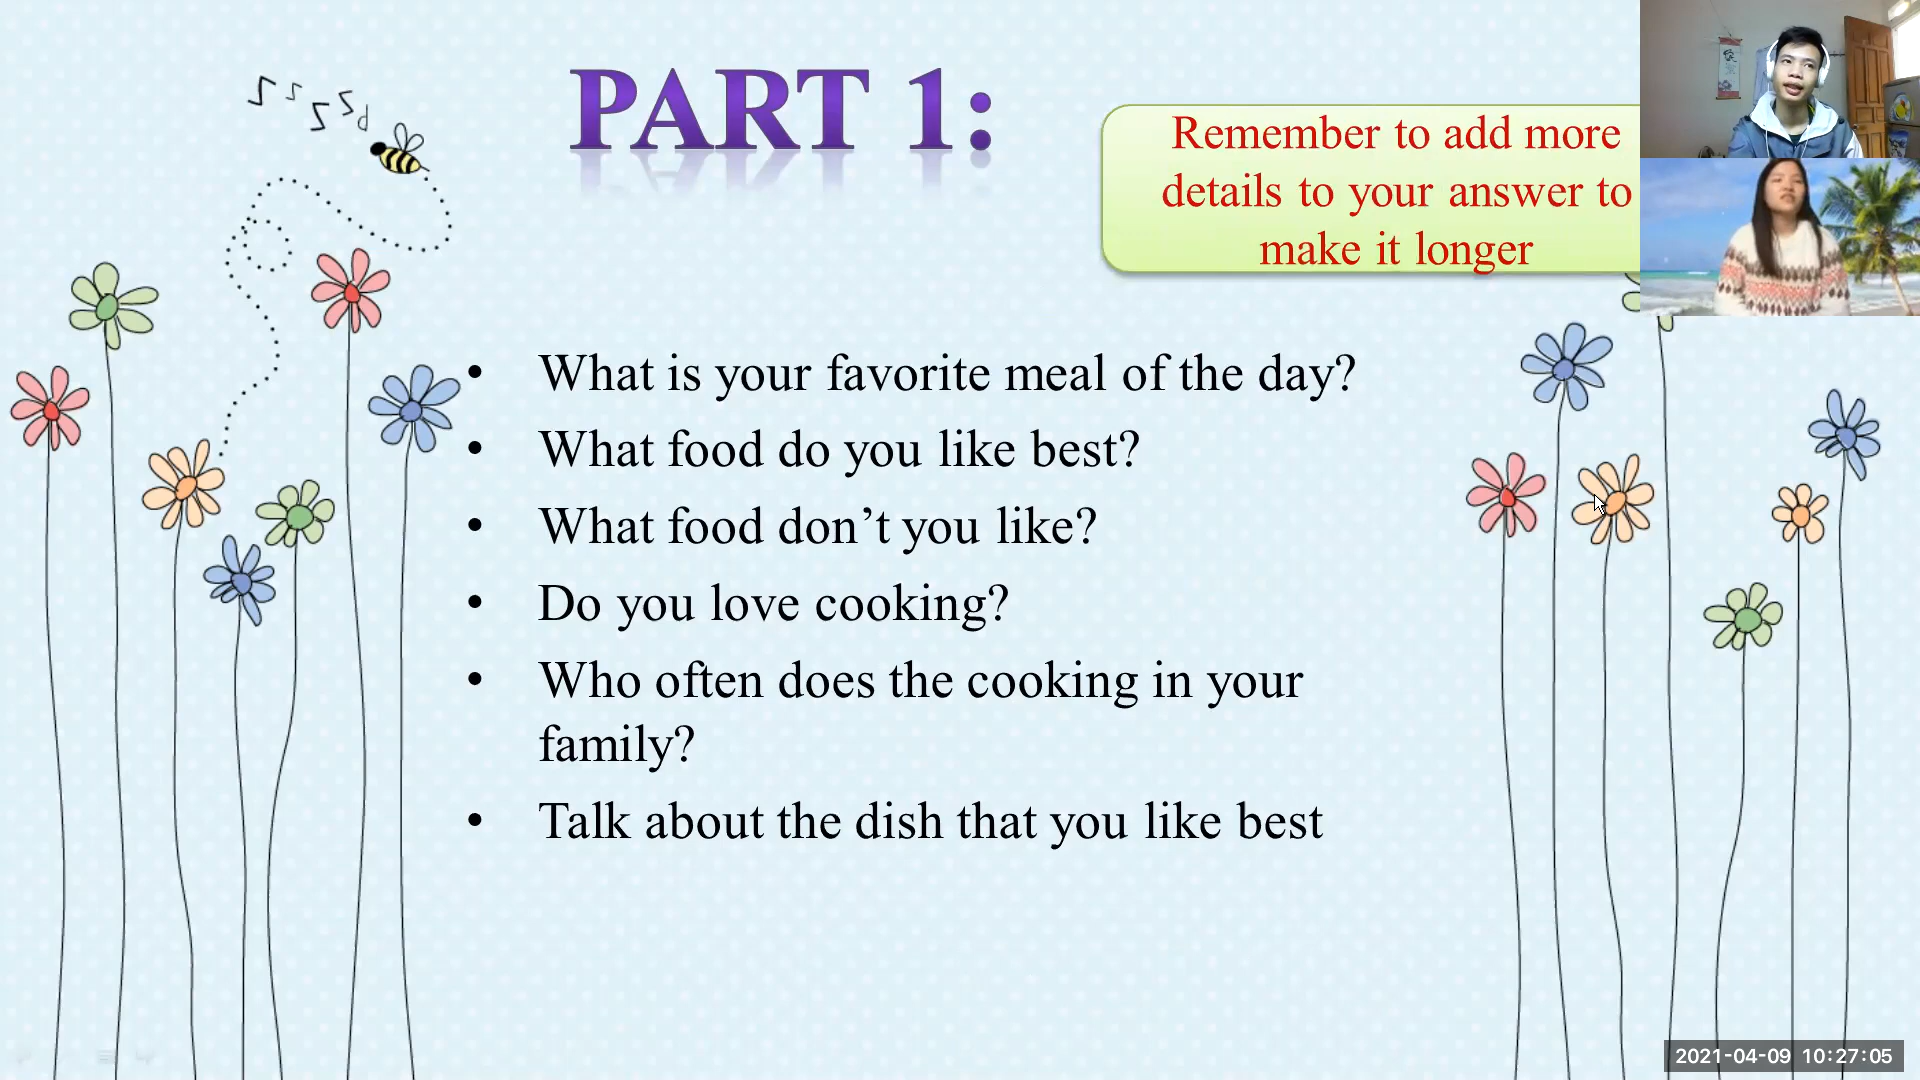 PART 1:
Remember to add more
details to your answer to
make it longer
• What is your favorite meal of the day?
• What food do you like best?
• What food don’t you like?
• Do you love cooking?
• Who often does the cooking in your
family?
• Talk about the dish that you like best
2021-04-09 10:27:05